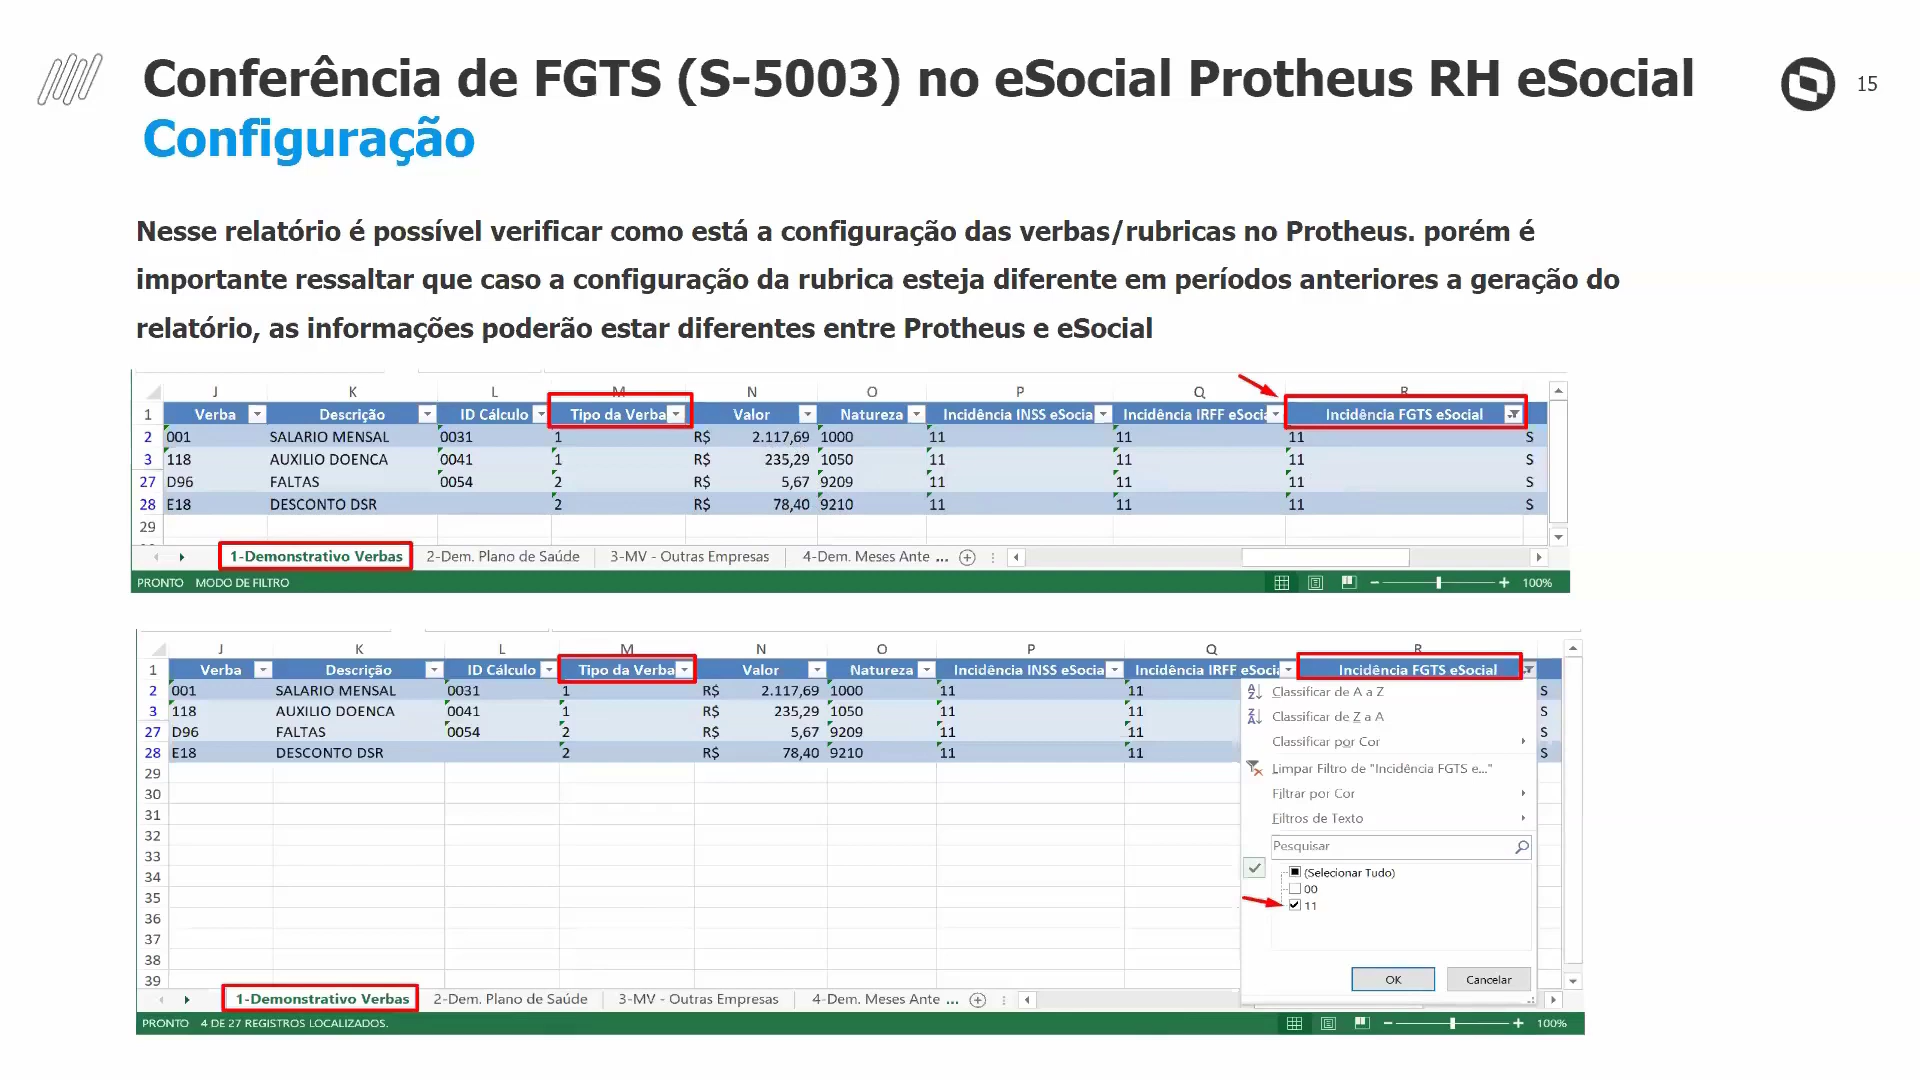 Conferência de FGTS (S-5003) no eSocial Protheus RH eSocial
15
Configuração
Nesse relatório é possível verificar como está a configuração das verbas/rubricas no Protheus. porém é
importante ressaltar que caso a configuração da rubrica esteja diferente em períodos anteriores a geração do
relatório, as informações poderão estar diferentes entre Protheus e eSocial
J K L M N O P Q R
1 Verba Descrição ID Cálculo Tipo da Verba Valor Natureza Incidência INSS eSocia Incidência IRFF eSocia Incidência FGTS eSocial
2 001 SALARIO MENSAL 0031 1 R$ 2.117,69 1000 11 11 11 S
3 118 AUXILIO DOENCA 0041 1 R$ 235,29 1050 11 11 11 S
27 D96 FALTAS 0054 2 R$ 5,67 9209 11 11 11 S
28 E18 DESCONTO DSR 2 R$ 78,40 9210 11 11 11 S
29
1-Demonstrativo Verbas 2-Dem. Plano de Saúde 3-MV - Outras Empresas 4-Dem. Meses Ante ...
PRONTO MODO DE FILTRO 100%
J K L M N O P Q R
1 Verba Descrição ID Cálculo Tipo da Verba Valor Natureza Incidência INSS eSocia Incidência IRFF eSocia Incidência FGTS eSocial
2 001 SALARIO MENSAL 0031 1 R$ 2.117,69 1000 11 11 S
3 118 AUXILIO DOENCA 0041 1 R$ 235,29 1050 11 11 S
27 D96 FALTAS 0054 2 R$ 5,67 9209 11 11 S
28 E18 DESCONTO DSR 2 R$ 78,40 9210 11 11 S
29
30
31
32
33
34
35
36
37
38
39
Classificar de A a Z
Classificar de Z a A
Classificar por Cor
Limpar Filtro de "Incidência FGTS e..."
Filtrar por Cor
Filtros de Texto
Pesquisar
(Selecionar Tudo)
00
11
OK Cancelar
1-Demonstrativo Verbas 2-Dem. Plano de Saúde 3-MV - Outras Empresas 4-Dem. Meses Ante ...
PRONTO 4 DE 27 REGISTROS LOCALIZADOS. 100%